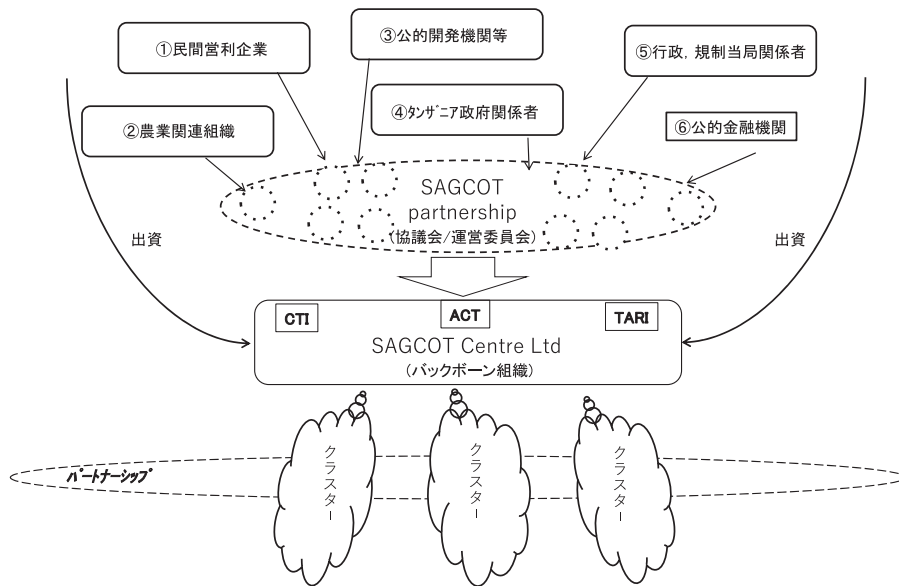 ①民間営利企業
③公的開発機関等
⑤行政，規制当局関係者
②農業関連組織
④ﾀﾝｻﾞﾆｱ政府関係者
⑥公的金融機関
SAGCOT
partnership
(協議会/運営委員会)
出資
出資
CTI
ACT
TARI
SAGCOT Centre Ltd
(バックボーン組織)
クラスター
クラスター
クラスター
ﾊﾟｰﾄﾅｰｼｯﾌﾟ